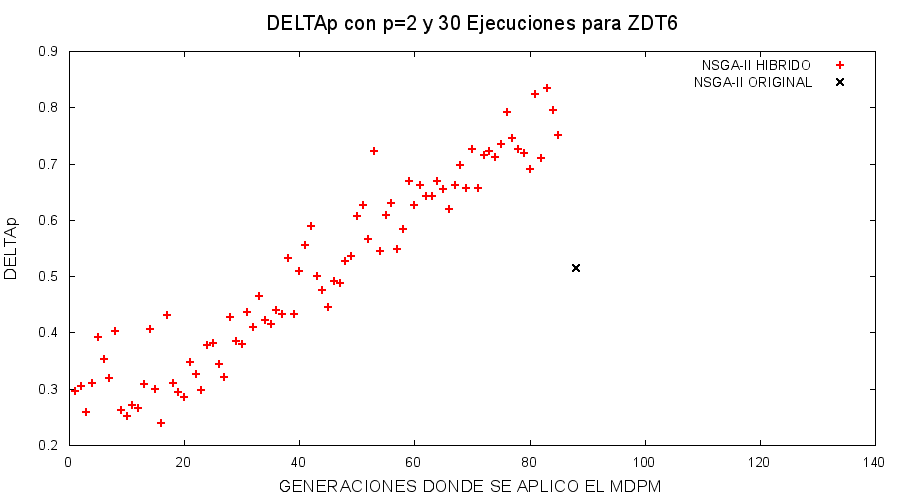 DELTAp con p=2 y 30 Ejecuciones para ZDT6
NSGA-II HIBRIDO
NSGA-II ORIGINAL
DELTAp
0.9
0.8
0.7
0.6
0.5
0.4
0.3
0.2
0 20 40 60 80 100 120 140
GENERACIONES DONDE SE APLICO EL MDPM